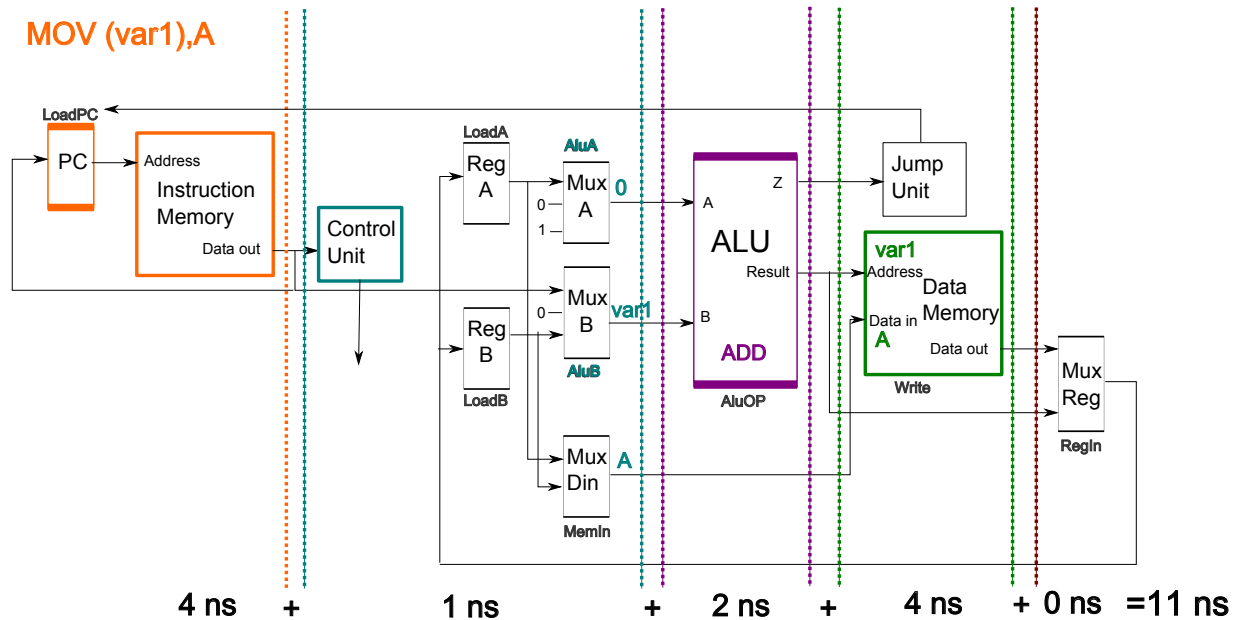 MOV (var1),A
LoadPC
PC
Address
Instruction
Memory
Data out
Control
Unit
LoadA
Reg
A
AluA
Mux
A
0
1
0
Mux
B
0
var1
AluB
Reg
B
LoadB
Mux
Din
A
MemIn
A
Z
ALU
Result
B
ADD
AluOP
Jump
Unit
var1
Address
Data
Memory
Data in
A
Data out
Write
Mux
Reg
RegIn
4 ns + 1 ns + 2 ns + 4 ns + 0 ns =11 ns